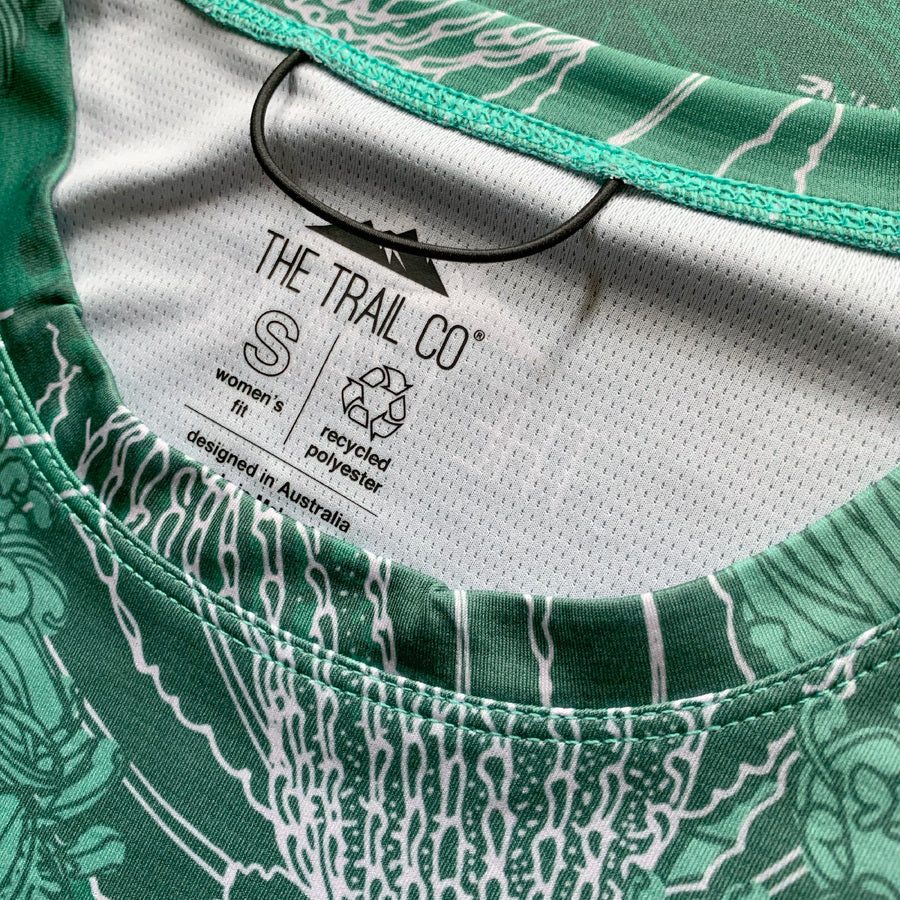 THE TRAIL CO®
S
women's
fit
recycled
polyester
designed in Australia